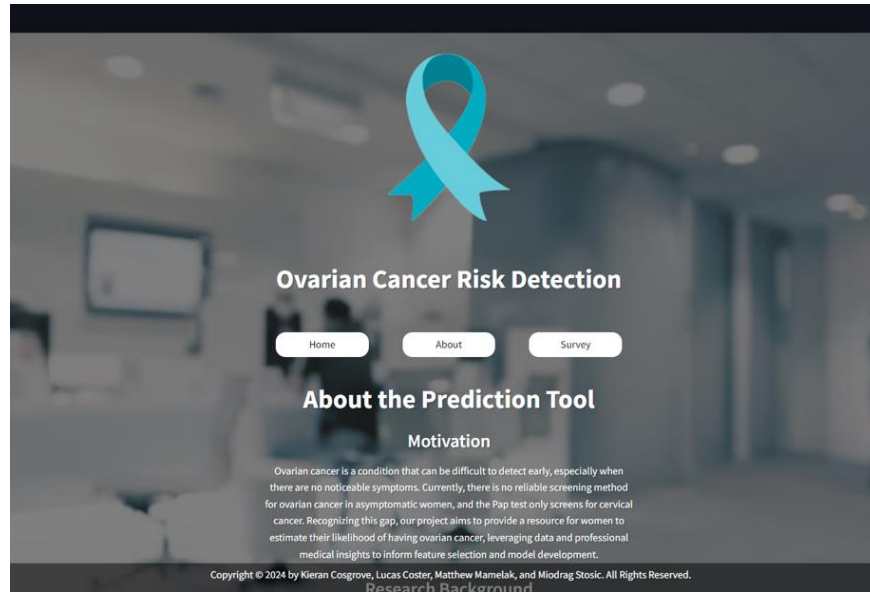 Ovarian Cancer Risk Detection
Home
About
Survey
About the Prediction Tool
Motivation
Ovarian cancer is a condition that can be difficult to detect early, especially when
there are no noticeable symptoms. Currently, there is no reliable screening method
for ovarian cancer in asymptomatic women, and the Pap test only screens for cervical
cancer. Recognizing this gap, our project aims to provide a resource for women to
estimate their likelihood of having ovarian cancer, leveraging data and professional
medical insights to inform feature selection and model development.
Copyright © 2024 by Kieran Cosgrove, Lucas Coster, Matthew Mamelak, and Miodrag Stosic. All Rights Reserved.
Research Background